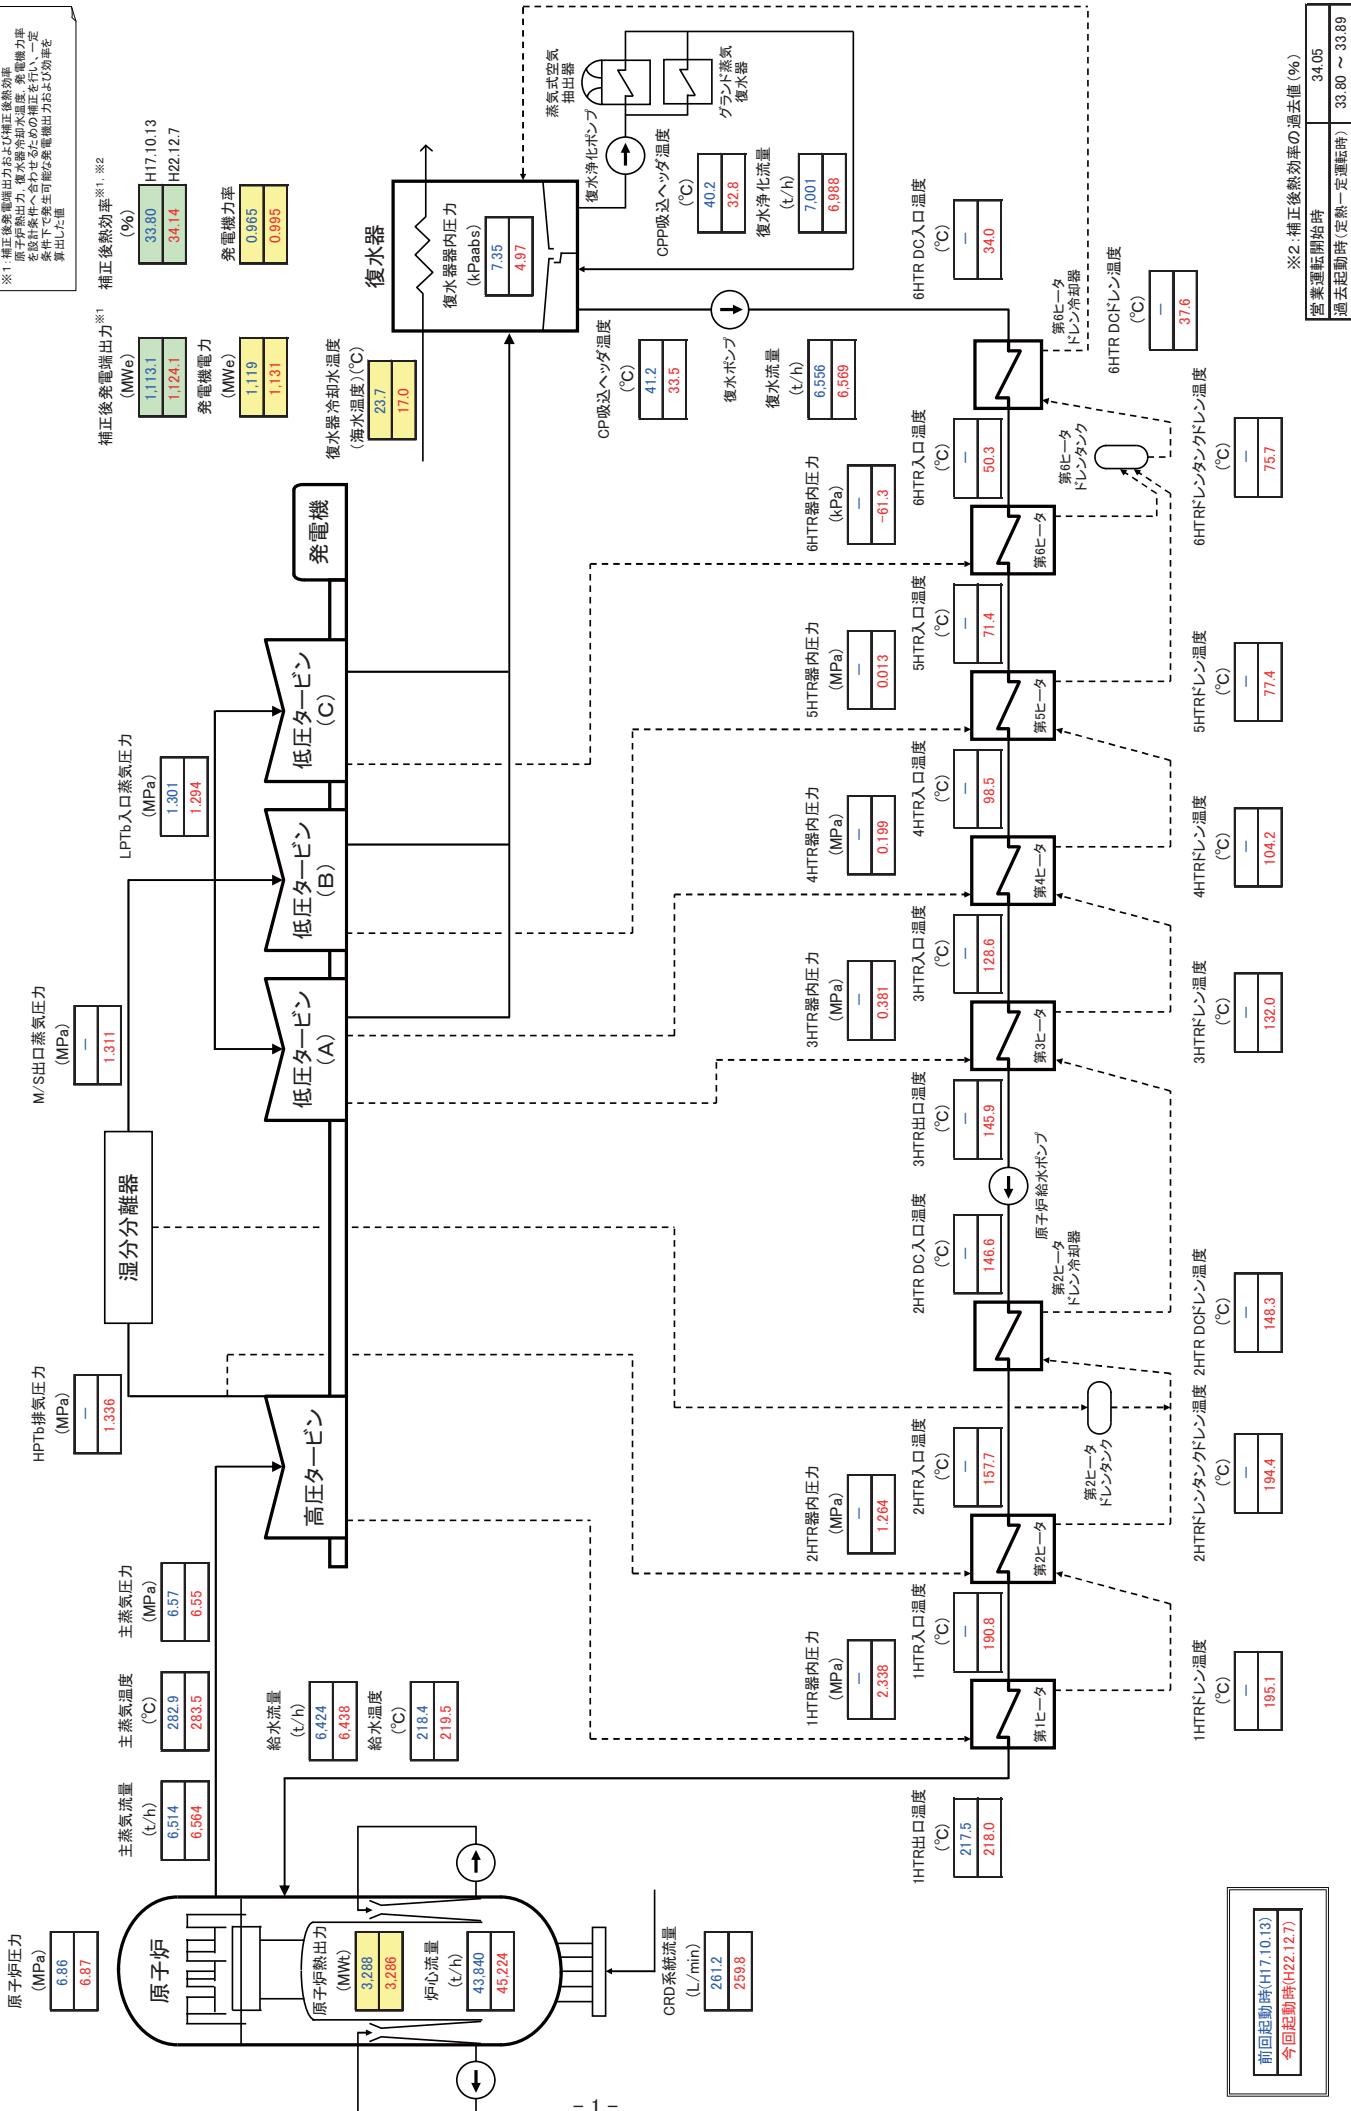 ※1:補正後発電端出力および補正後熱効率
原子炉熱出力、復水器冷却水温度、発電機力率
を設計条件へ合わせるための補正を行い、一定
条件下で発生可能な発電機出力および効率を
算出した値
補正後発電端出力※1
(MWe)
1,113.1
1,124.1
補正後熱効率※1, ※2
(%)
33.80
34.14
H17.10.13
H22.12.7
発電機電力
(MWe)
1,119
1,131
発電機力率
0.965
0.995
原子炉圧力
(MPa)
6.86
6.87
主蒸気流量
(t/h)
6,514
6,564
主蒸気温度
(℃)
282.9
283.5
主蒸気圧力
(MPa)
6.57
6.55
HPTb排気圧力
(MPa)
－
1.336
湿分分離器
M/S出口蒸気圧力
(MPa)
－
1.311
LPTb入口蒸気圧力
(MPa)
1.301
1.294
原子炉
原子炉熱出力
(MWt)
3,288
3,286
炉心流量
(t/h)
43,840
45,224
CRD系統流量
(L/min)
261.2
259.8
給水流量
(t/h)
6,424
6,438
給水温度
(℃)
218.4
219.5
高圧タービン
低圧タービン
(A)
低圧タービン
(B)
低圧タービン
(C)
発電機
復水器冷却水温度
(海水温度)(℃)
23.7
17.0
復水器
復水器器内圧力
(kPaabs)
7.35
4.97
蒸気式空気
抽出器
復水浄化ポンプ
グランド蒸気
復水器
CPP吸込ヘッダ温度
(℃)
40.2
32.8
復水浄化流量
(t/h)
7,001
6,988
CP吸込ヘッダ温度
(℃)
41.2
33.5
復水ポンプ
復水流量
(t/h)
6,556
6,569
1HTR器内圧力
(MPa)
－
2.338
2HTR器内圧力
(MPa)
－
1.264
3HTR器内圧力
(MPa)
－
0.381
4HTR器内圧力
(MPa)
－
0.199
5HTR器内圧力
(MPa)
－
0.013
6HTR器内圧力
(kPa)
－
-61.3
1HTR出口温度
(℃)
217.5
218.0
1HTR入口温度
(℃)
－
190.8
2HTR入口温度
(℃)
－
157.7
2HTR DC入口温度
(℃)
－
146.6
3HTR出口温度
(℃)
－
145.9
3HTR入口温度
(℃)
－
128.6
4HTR入口温度
(℃)
－
98.5
5HTR入口温度
(℃)
－
71.4
6HTR入口温度
(℃)
－
50.3
6HTR DC入口温度
(℃)
－
34.0
第1ヒータ
第2ヒータ
第2ヒータ
ドレンタンク
第2ヒータ
ドレン冷却器
原子炉給水ポンプ
第3ヒータ
第4ヒータ
第5ヒータ
第6ヒータ
第6ヒータ
ドレンタンク
第6ヒータ
ドレン冷却器
1HTRドレン温度
(℃)
－
195.1
2HTRドレンタンクドレン温度
(℃)
－
194.4
2HTR DCドレン温度
(℃)
－
148.3
3HTRドレン温度
(℃)
－
132.0
4HTRドレン温度
(℃)
－
104.2
5HTRドレン温度
(℃)
－
77.4
6HTRドレンタンクドレン温度
(℃)
－
75.7
6HTR DCドレン温度
(℃)
－
37.6
前回起動時(H17.10.13)
今回起動時(H22.12.7)
※2:補正後熱効率の過去値(%)
営業運転開始時 34.05
過去起動時(定熱一定運転時) 33.80 ～ 33.89
- 1 -